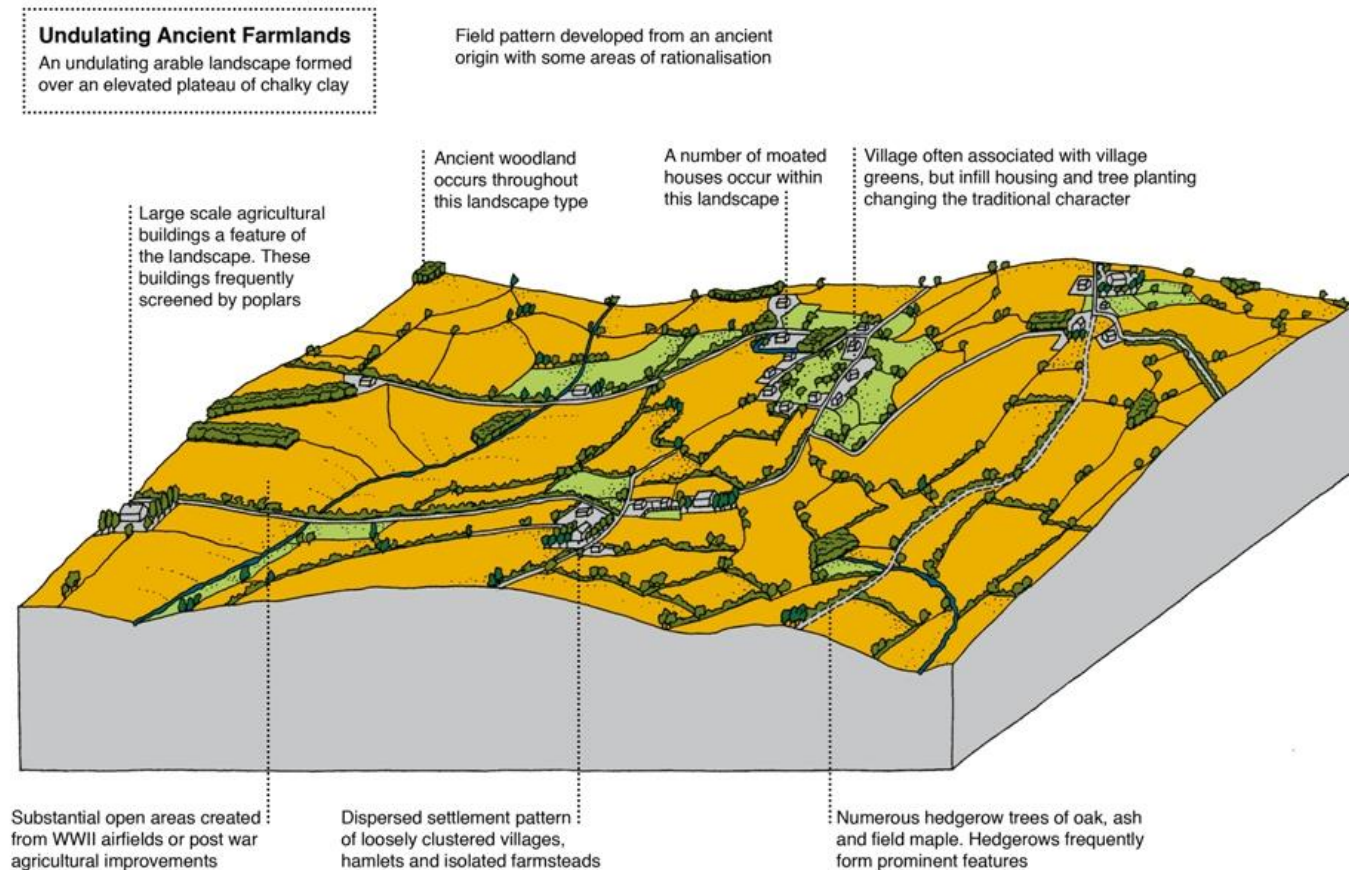 Undulating Ancient Farmlands
An undulating arable landscape formed
over an elevated plateau of chalky clay
Field pattern developed from an ancient
origin with some areas of rationalisation
Ancient woodland
occurs throughout
this landscape type
A number of moated
houses occur within
this landscape
Village often associated with village
greens, but infill housing and tree planting
changing the traditional character
Large scale agricultural
buildings a feature of
the landscape. These
buildings frequently
screened by poplars
Substantial open areas created
from WWII airfields or post war
agricultural improvements
Dispersed settlement pattern
of loosely clustered villages,
hamlets and isolated farmsteads
Numerous hedgerow trees of oak, ash
and field maple. Hedgerows frequently
form prominent features